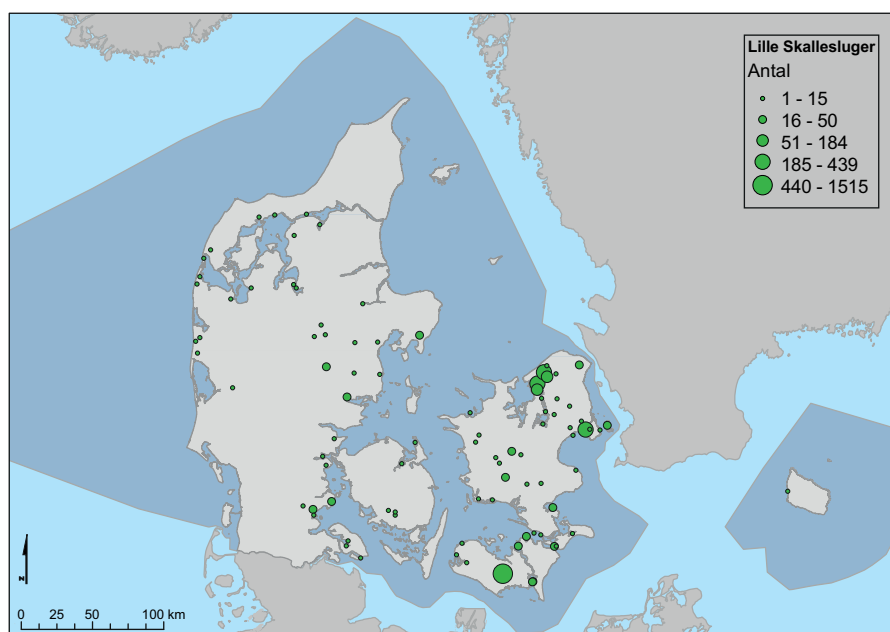 Lille Skallesluger
Antal
1 - 15
16 - 50
51 - 184
185 - 439
440 - 1515
N
0 25 50 100 km